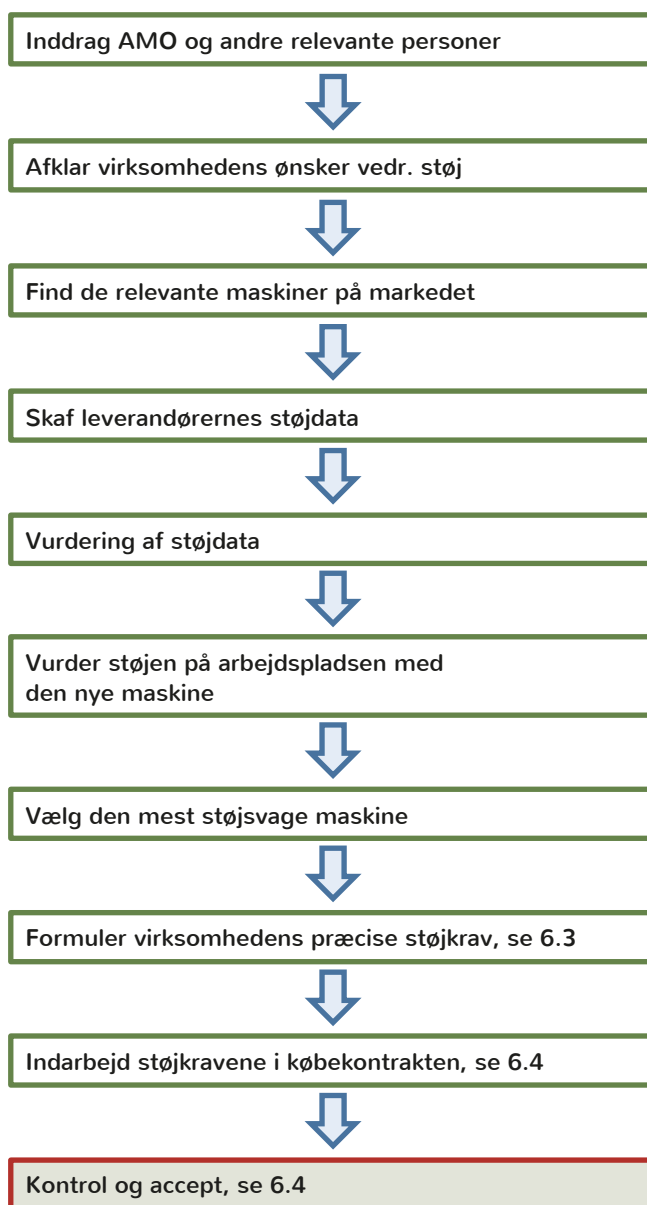 Inddrag AMO og andre relevante personer
Afklar virksomhedens ønsker vedr. støj
Find de relevante maskiner på markedet
Skaf leverandørernes støjdata
Vurdering af støjdata
Vurder støjen på arbejdspladsen med
den nye maskine
Vælg den mest støjsvage maskine
Formuler virksomhedens præcise støjkrav, se 6.3
Indarbejd støjkravene i købekontrakten, se 6.4
Kontrol og accept, se 6.4